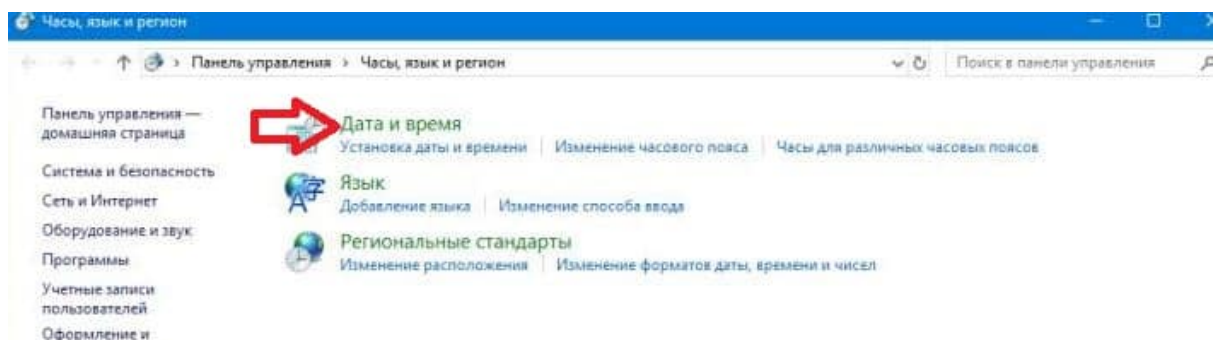 Часы, язык и регион
Панель управления › Часы, язык и регион
Поиск в панели управления
Панель управления —
домашняя страница
Система и безопасность
Сеть и Интернет
Оборудование и звук
Программы
Учетные записи
пользователей
Оформление и
Дата и время
Установка даты и времени | Изменение часового пояса | Часы для различных часовых поясов
Язык
Добавление языка | Изменение способа ввода
Региональные стандарты
Изменение расположения | Изменение форматов даты, времени и чисел